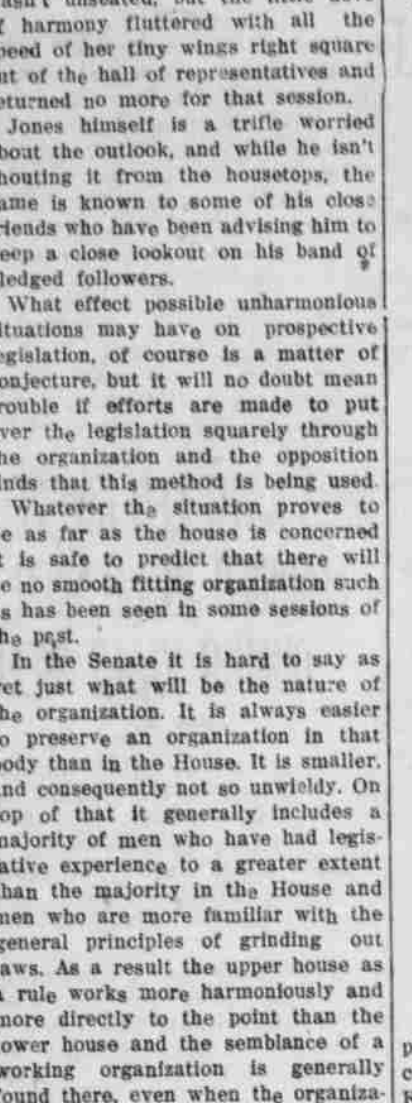 wasn't unseated, but the little dove
f harmony fluttered with all the
peed of her tiny wings right square
ut of the hall of representatives and
eturned no more for that session.
Jones himself is a trifle worried
bout the outlook, and while he isn't
houting it from the housetops, the
ame is known to some of his close
riends who have been advising him to
eep a close lookout on his band of
ledged followers.
What effect possible unharmonious
ituations may have on prospective
egislation, of course is a matter of
onjecture, but it will no doubt mean
rouble if efforts are made to put
ver the legislation squarely through
he organization and the opposition
inds that this method is being used.
Whatever the situation proves to
e as far as the house is concerned
t is safe to predict that there will
e no smooth fitting organization such
s has been seen in some sessions of
he past.
In the Senate it is hard to say as
yet just what will be the nature of
he organization. It is always easier
o preserve an organization in that
ody than in the House. It is smaller,
nd consequently not so unwieldy. On
op of that it generally includes a
majority of men who have had legis-
ative experience to a greater extent
han the majority in the House and
men who are more familiar with the
general principles of grinding out
aws. As a result the upper house as
a rule works more harmoniously and
more directly to the point than the
ower house and the semblance of a
working organization is generally
ound there, even when the organiza-